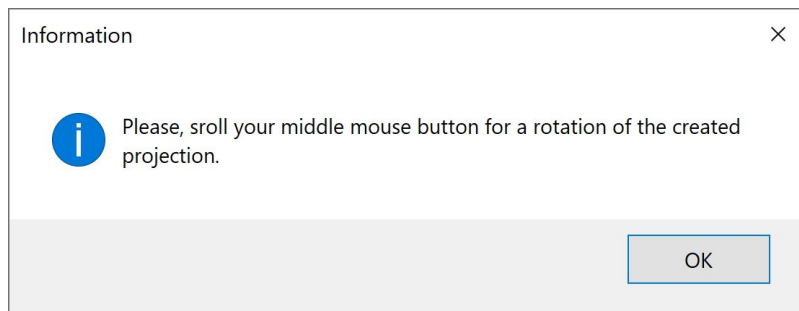 Information
Please, sroll your middle mouse button for a rotation of the created
projection.
OK